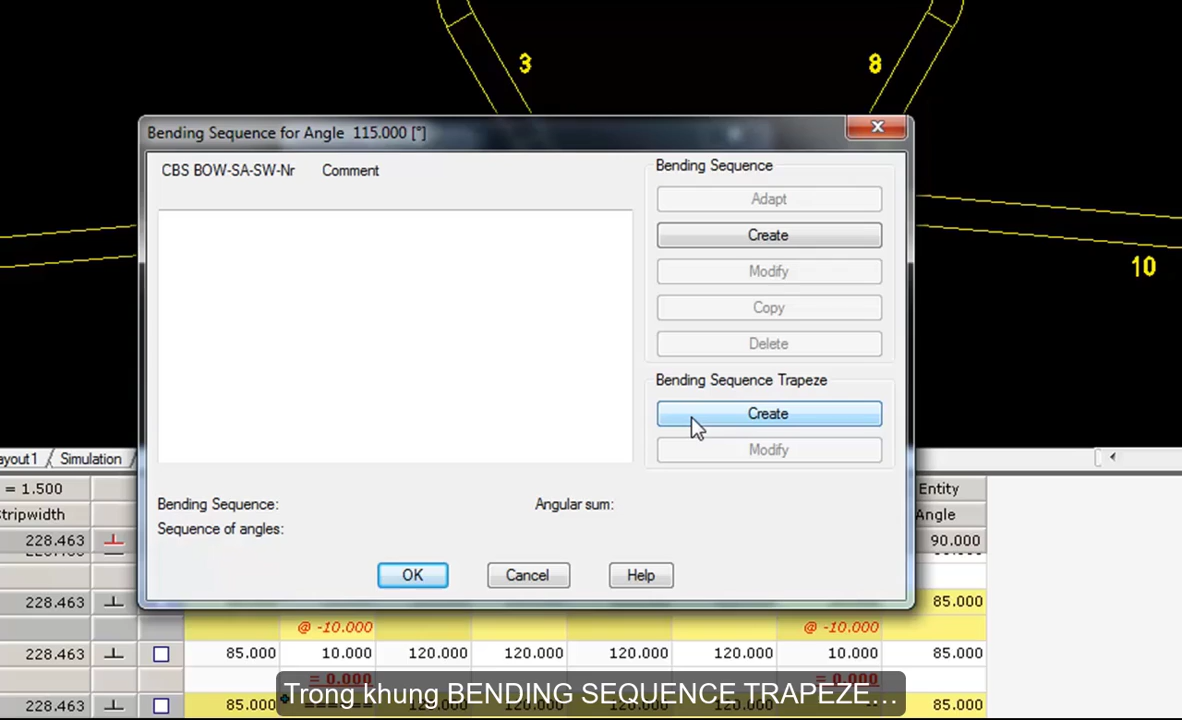 3
8
10
Bending Sequence for Angle 115.000 [°]
CBS BOW-SA-SW-Nr Comment
Bending Sequence
Adapt
Create
Modify
Copy
Delete
Bending Sequence Trapeze
Create
Modify
Bending Sequence: Angular sum:
Sequence of angles:
OK Cancel Help
ayout1 Simulation
= 1.500 Entity
tripwidth Angle
228.463 90.000
228.463 85.000
@ -10.000 @ -10.000
228.463 85.000 10.000 120.000 120.000 120.000 120.000 10.000 85.000
= 0.000 = 0.000
228.463 85.000 85.000
Trong khung BENDING SEQUENCE TRAPEZE...